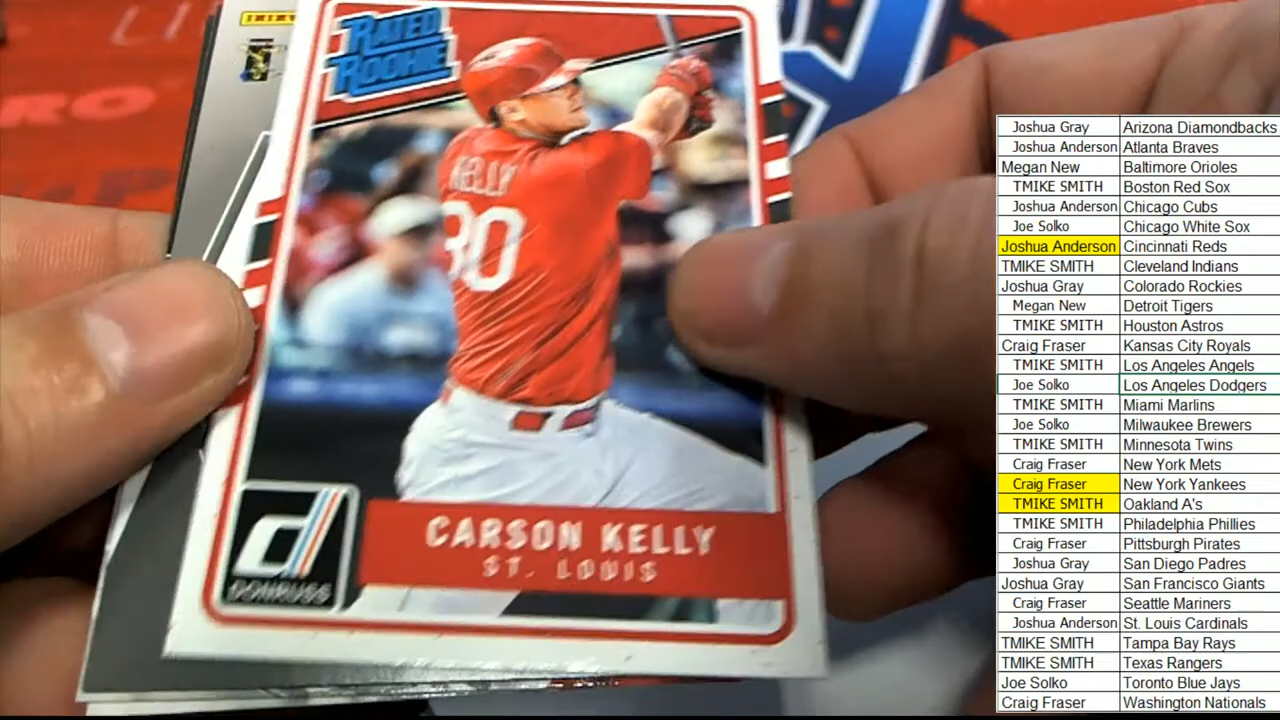 RATED
ROOKIE
KELLY
30
CARSON KELLY
ST. LOUIS
DONRUSS
Joshua Gray Arizona Diamondbacks
Joshua Anderson Atlanta Braves
Megan New Baltimore Orioles
TMIKE SMITH Boston Red Sox
Joshua Anderson Chicago Cubs
Joe Solko Chicago White Sox
Joshua Anderson Cincinnati Reds
TMIKE SMITH Cleveland Indians
Joshua Gray Colorado Rockies
Megan New Detroit Tigers
TMIKE SMITH Houston Astros
Craig Fraser Kansas City Royals
TMIKE SMITH Los Angeles Angels
Joe Solko Los Angeles Dodgers
TMIKE SMITH Miami Marlins
Joe Solko Milwaukee Brewers
TMIKE SMITH Minnesota Twins
Craig Fraser New York Mets
Craig Fraser New York Yankees
TMIKE SMITH Oakland A's
TMIKE SMITH Philadelphia Phillies
Craig Fraser Pittsburgh Pirates
Joshua Gray San Diego Padres
Joshua Gray San Francisco Giants
Craig Fraser Seattle Mariners
Joshua Anderson St. Louis Cardinals
TMIKE SMITH Tampa Bay Rays
TMIKE SMITH Texas Rangers
Joe Solko Toronto Blue Jays
Craig Fraser Washington Nationals